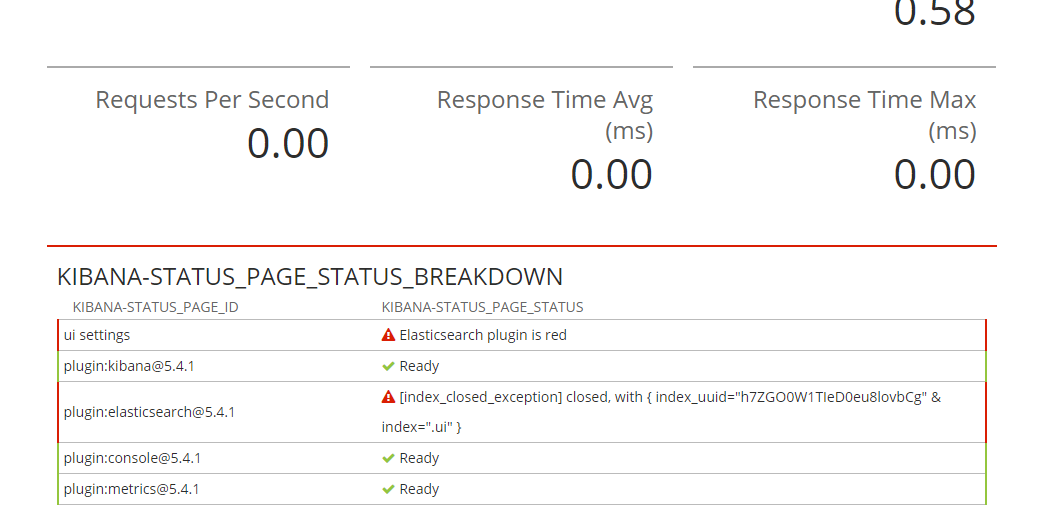 0.58
Requests Per Second
0.00
Response Time Avg
(ms)
0.00
Response Time Max
(ms)
0.00
KIBANA-STATUS_PAGE_STATUS_BREAKDOWN
KIBANA-STATUS_PAGE_ID KIBANA-STATUS_PAGE_STATUS
ui settings Elasticsearch plugin is red
plugin:kibana@5.4.1 Ready
plugin:elasticsearch@5.4.1 [index_closed_exception] closed, with { index_uuid="h7ZGO0W1TIeD0eu8lovbCg" &
index=".ui" }
plugin:console@5.4.1 Ready
plugin:metrics@5.4.1 Ready